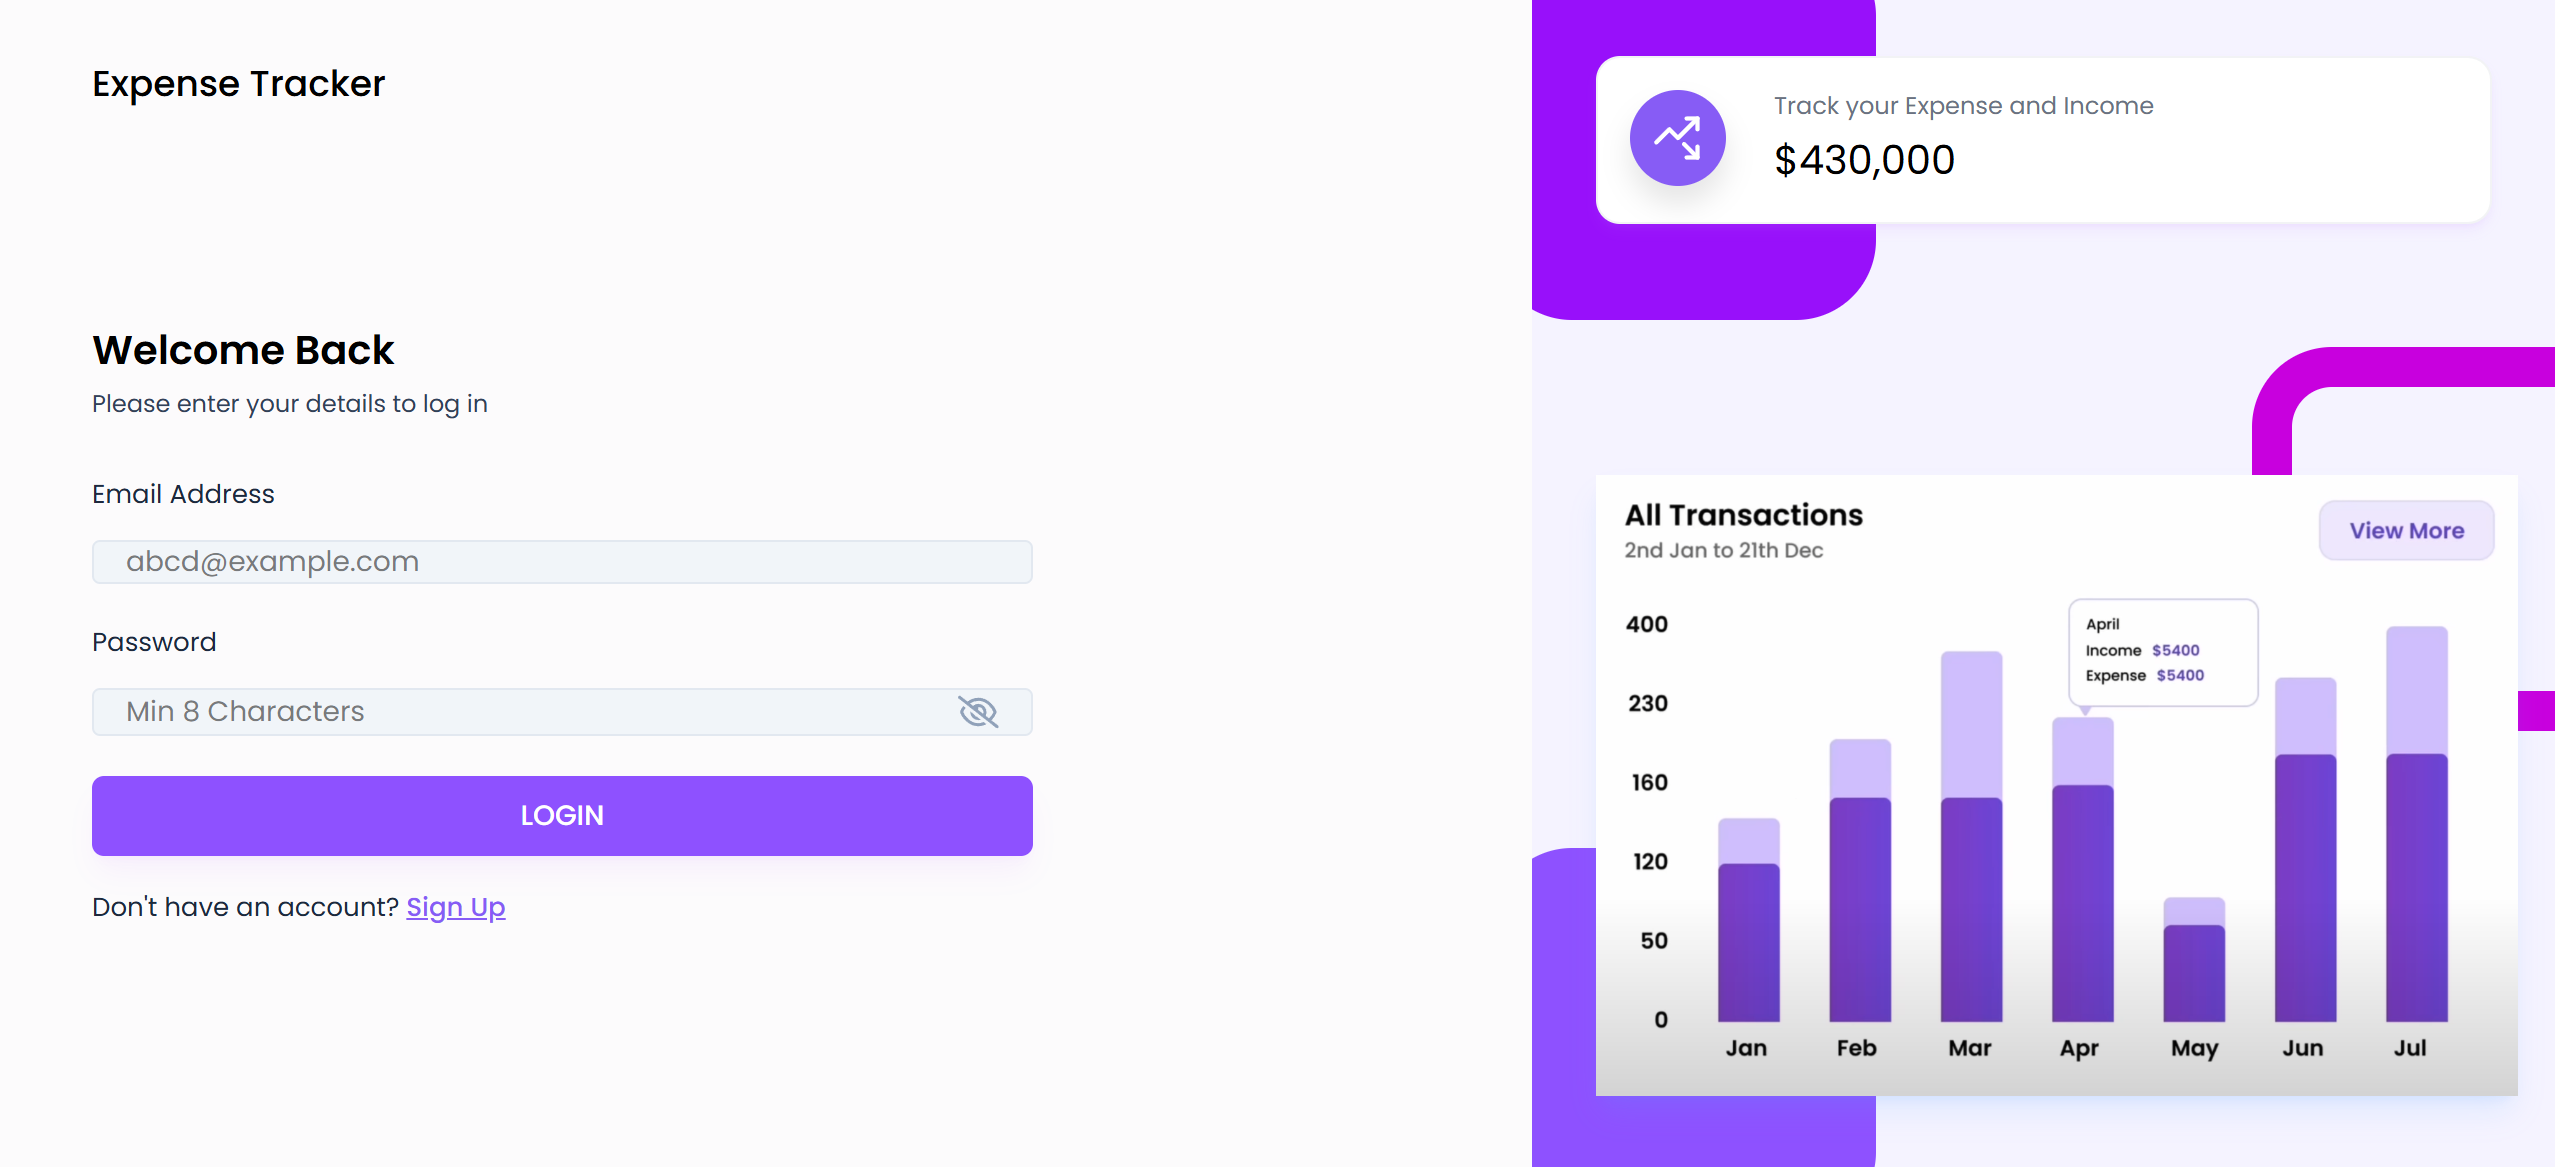 Expense Tracker
Welcome Back
Please enter your details to log in
Email Address
abcd@example.com
Password
Min 8 Characters
LOGIN
Don't have an account? Sign Up
Track your Expense and Income
$430,000
All Transactions
2nd Jan to 21th Dec
View More
April
Income $5400
Expense $5400
400
230
160
120
50
0
Jan Feb Mar Apr May Jun Jul